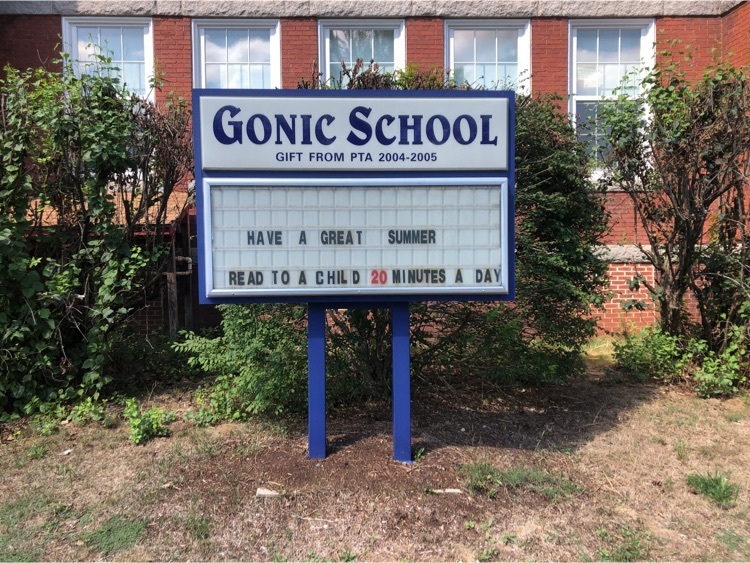 GONIC SCHOOL
GIFT FROM PTA 2004-2005
HAVE A GREAT SUMMER
READ TO A CHILD 20 MINUTES A DAY